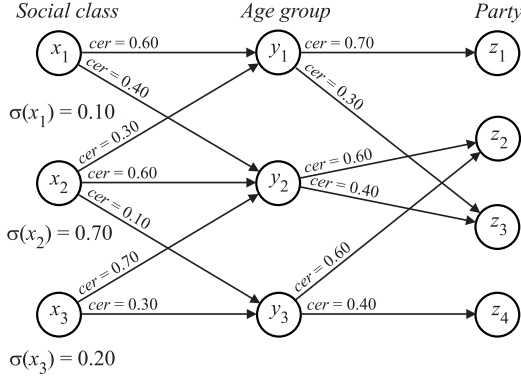 Social class Age group Party
x1 cer = 0.60 y1 cer = 0.70 z1
cer = 0.40
cer = 0.30
σ(x1) = 0.10
cer = 0.30
x2 cer = 0.60 y2 cer = 0.60 z2
cer = 0.40
cer = 0.10
z3
σ(x2) = 0.70
cer = 0.70
cer = 0.60
x3 cer = 0.30 y3 cer = 0.40 z4
σ(x3) = 0.20